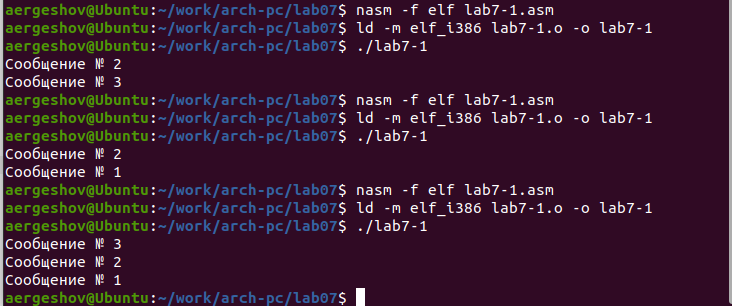 aergeshov@Ubuntu:~/work/arch-pc/lab07$ nasm -f elf lab7-1.asm
aergeshov@Ubuntu:~/work/arch-pc/lab07$ ld -m elf_i386 lab7-1.o -o lab7-1
aergeshov@Ubuntu:~/work/arch-pc/lab07$ ./lab7-1
Сообщение № 2
Сообщение № 3
aergeshov@Ubuntu:~/work/arch-pc/lab07$ nasm -f elf lab7-1.asm
aergeshov@Ubuntu:~/work/arch-pc/lab07$ ld -m elf_i386 lab7-1.o -o lab7-1
aergeshov@Ubuntu:~/work/arch-pc/lab07$ ./lab7-1
Сообщение № 2
Сообщение № 1
aergeshov@Ubuntu:~/work/arch-pc/lab07$ nasm -f elf lab7-1.asm
aergeshov@Ubuntu:~/work/arch-pc/lab07$ ld -m elf_i386 lab7-1.o -o lab7-1
aergeshov@Ubuntu:~/work/arch-pc/lab07$ ./lab7-1
Сообщение № 3
Сообщение № 2
Сообщение № 1
aergeshov@Ubuntu:~/work/arch-pc/lab07$